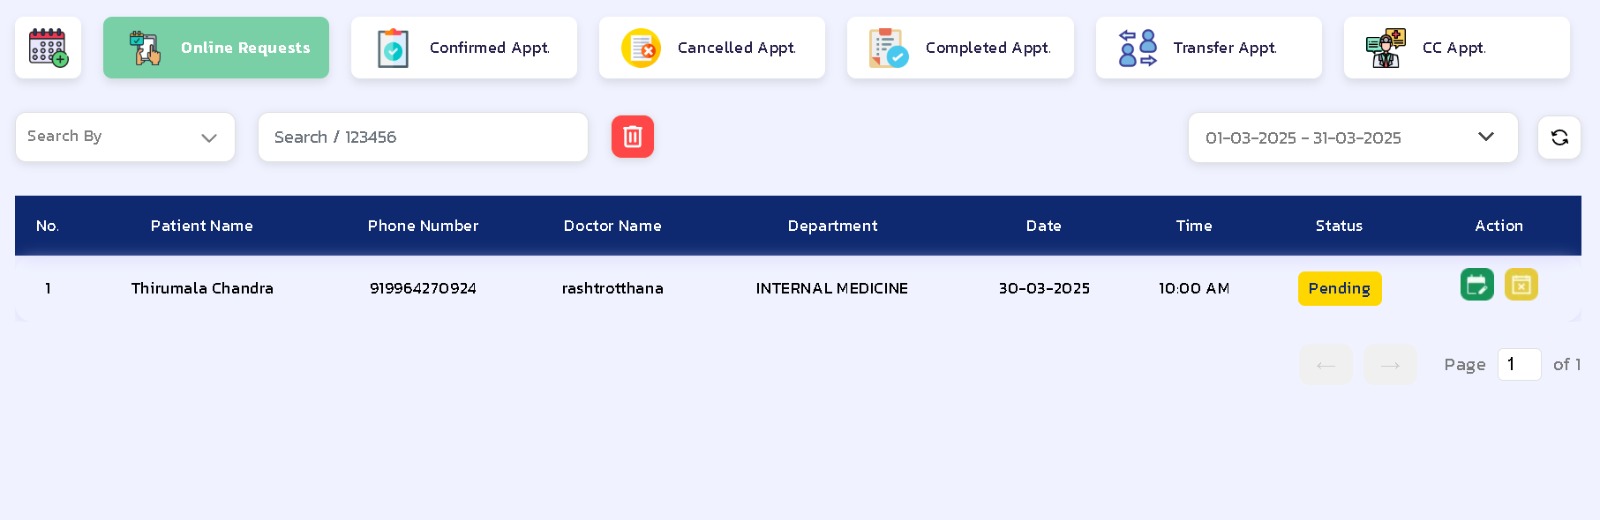 Online Requests
Confirmed Appt.
Cancelled Appt.
Completed Appt.
Transfer Appt.
CC Appt.
Search By
Search / 123456
01-03-2025 - 31-03-2025
No. Patient Name Phone Number Doctor Name Department Date Time Status Action
1 Thirumala Chandra 919964270924 rashtrotthana INTERNAL MEDICINE 30-03-2025 10:00 AM Pending
← → Page 1 of 1